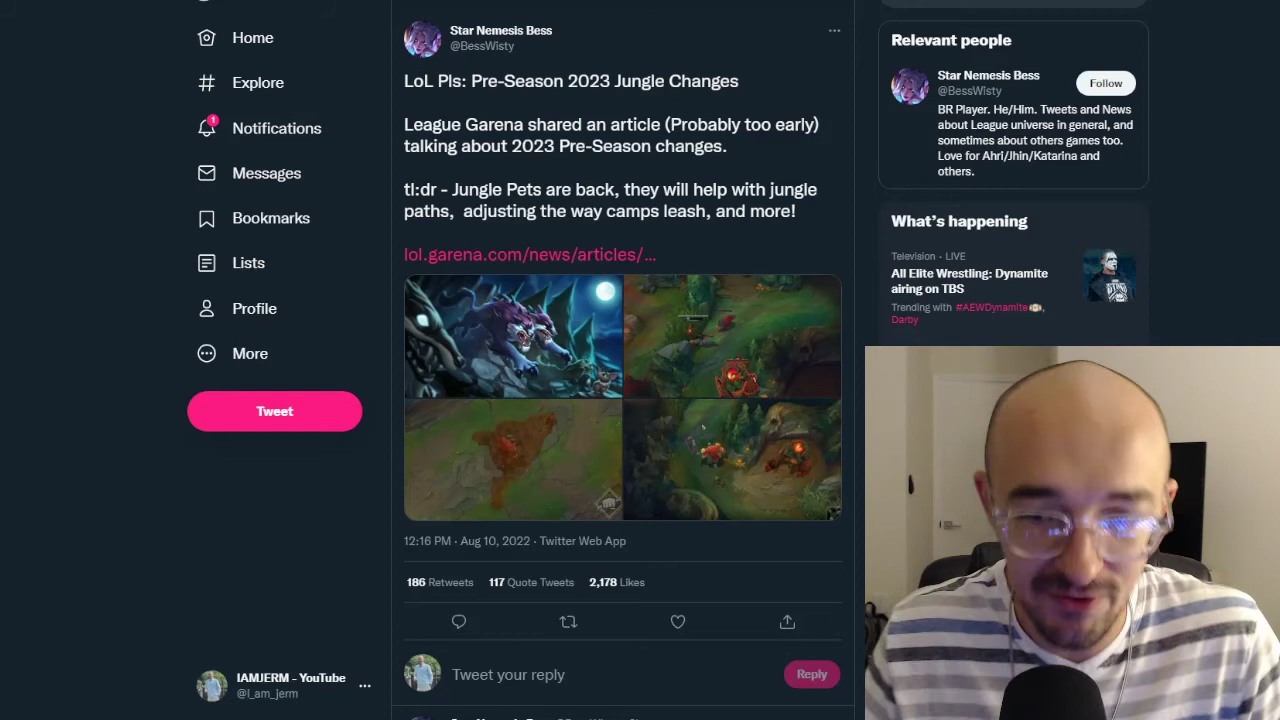 Home
Explore
1
Notifications
Messages
Bookmarks
Lists
Profile
More
Tweet
IAMJERM - YouTube
@I_am_jerm
Star Nemesis Bess
@BessWisty
LoL Pls: Pre-Season 2023 Jungle Changes
League Garena shared an article (Probably too early)
talking about 2023 Pre-Season changes.
tl:dr - Jungle Pets are back, they will help with jungle
paths, adjusting the way camps leash, and more!
lol.garena.com/news/articles/...
12:16 PM · Aug 10, 2022 · Twitter Web App
186 Retweets 117 Quote Tweets 2,178 Likes
Tweet your reply
Reply
Relevant people
Star Nemesis Bess
@BessWisty
Follow
BR Player. He/Him. Tweets and News
about League universe in general, and
sometimes about others games too.
Love for Ahri/Jhin/Katarina and
others.
What's happening
Television · LIVE
All Elite Wrestling: Dynamite
airing on TBS
Trending with #AEWDynamite,
Darby